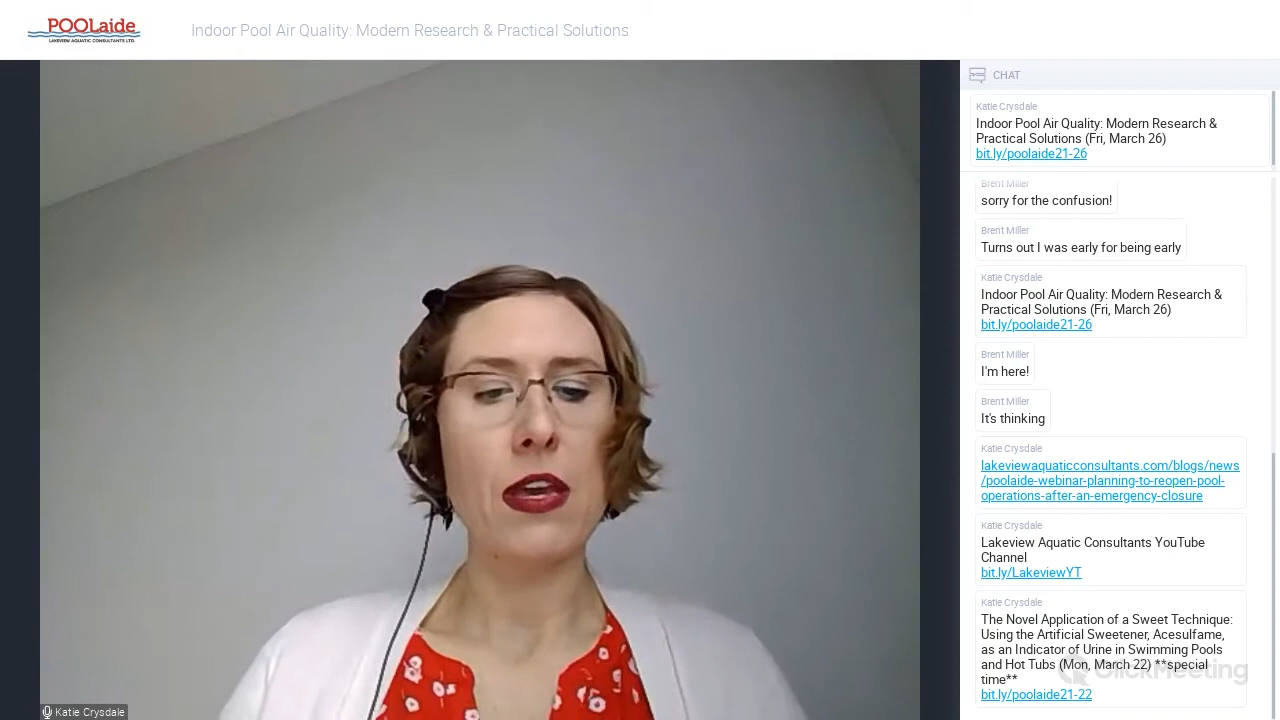 POOLaide
LAKEVIEW AQUATIC CONSULTANTS LTD.
Indoor Pool Air Quality: Modern Research & Practical Solutions
CHAT
Katie Crysdale
Indoor Pool Air Quality: Modern Research &
Practical Solutions (Fri, March 26)
bit.ly/poolaide21-26
Brent Miller
sorry for the confusion!
Brent Miller
Turns out I was early for being early
Katie Crysdale
Indoor Pool Air Quality: Modern Research &
Practical Solutions (Fri, March 26)
bit.ly/poolaide21-26
Brent Miller
I'm here!
Brent Miller
It's thinking
Katie Crysdale
lakeviewaquaticconsultants.com/blogs/news
/poolaide-webinar-planning-to-reopen-pool-
operations-after-an-emergency-closure
Katie Crysdale
Lakeview Aquatic Consultants YouTube
Channel
bit.ly/LakeviewYT
Katie Crysdale
The Novel Application of a Sweet Technique:
Using the Artificial Sweetener, Acesulfame,
as an Indicator of Urine in Swimming Pools
and Hot Tubs (Mon, March 22) **special
time**
bit.ly/poolaide21-22
ClickMeeting
Katie Crysdale